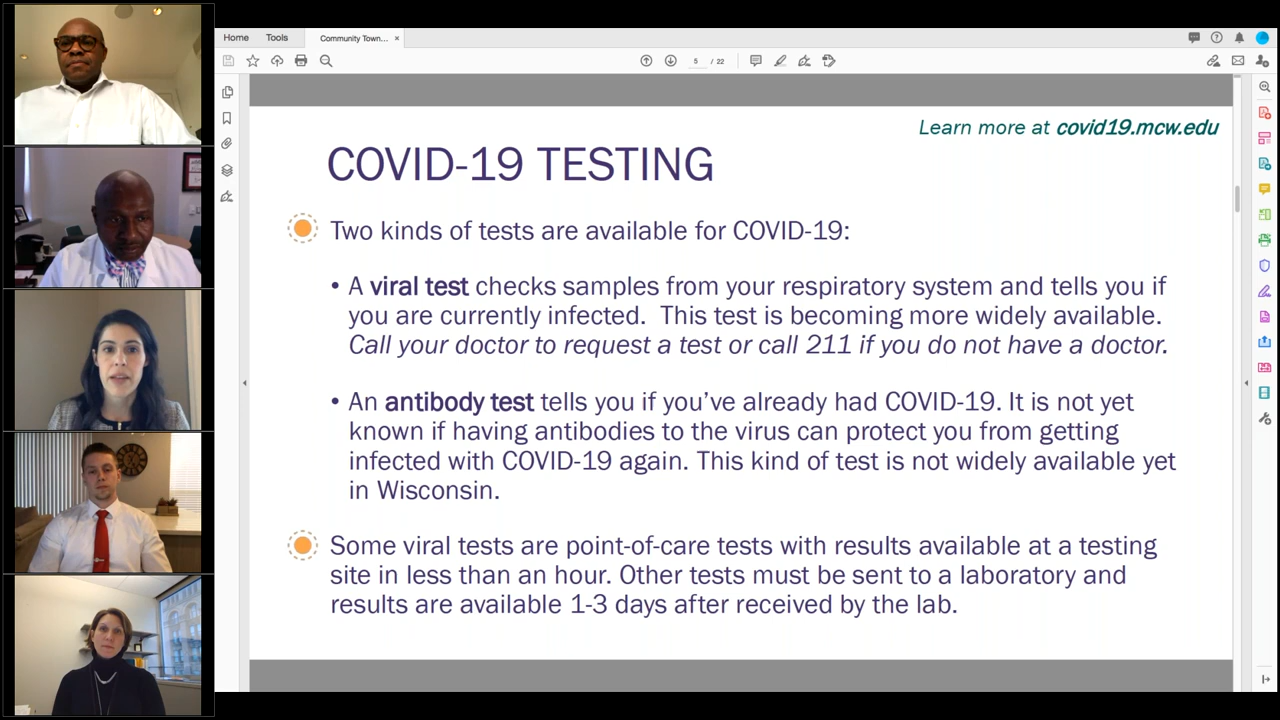 Home Tools Community Town... ×
5 / 22
Learn more at covid19.mcw.edu
COVID-19 TESTING
Two kinds of tests are available for COVID-19:
• A viral test checks samples from your respiratory system and tells you if
you are currently infected. This test is becoming more widely available.
Call your doctor to request a test or call 211 if you do not have a doctor.
• An antibody test tells you if you’ve already had COVID-19. It is not yet
known if having antibodies to the virus can protect you from getting
infected with COVID-19 again. This kind of test is not widely available yet
in Wisconsin.
Some viral tests are point-of-care tests with results available at a testing
site in less than an hour. Other tests must be sent to a laboratory and
results are available 1-3 days after received by the lab.